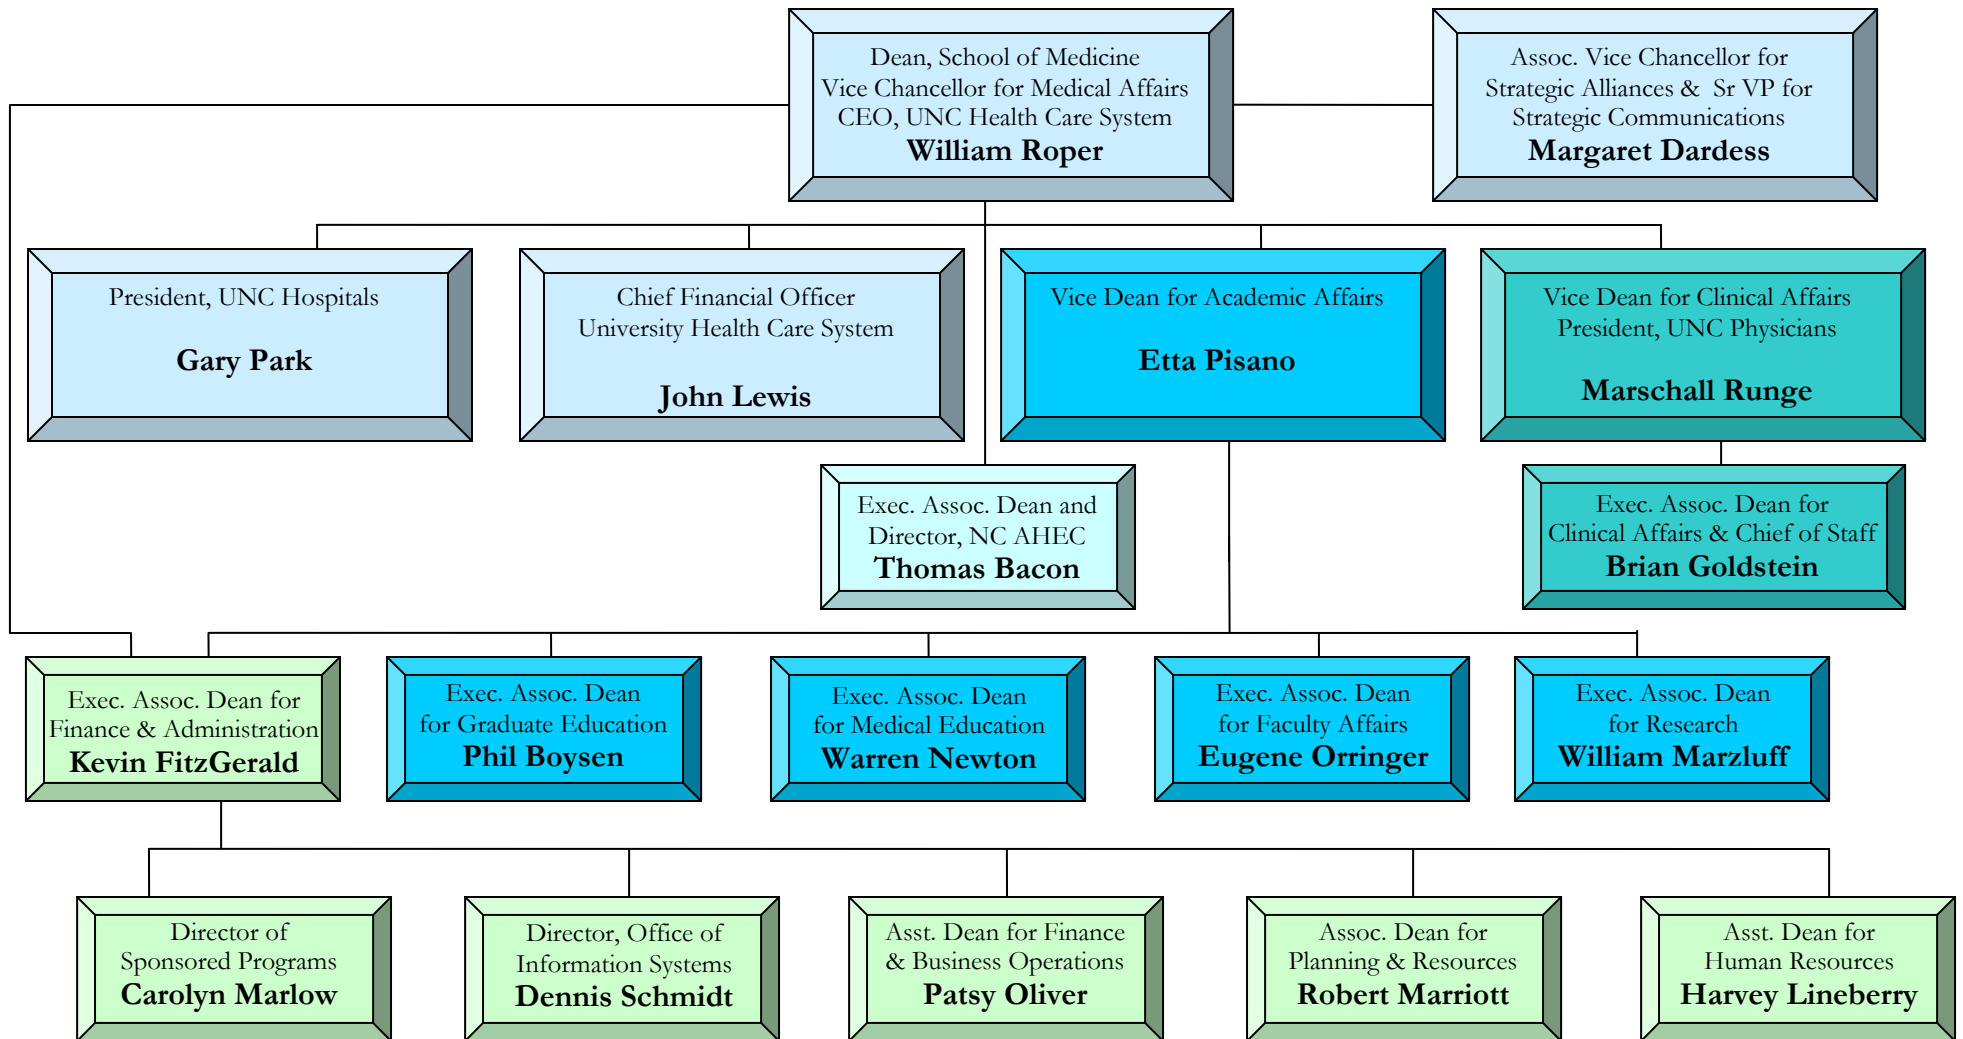 Dean, School of Medicine
Vice Chancellor for Medical Affairs
CEO, UNC Health Care System
William Roper
Assoc. Vice Chancellor for
Strategic Alliances & Sr VP for
Strategic Communications
Margaret Dardess
President, UNC Hospitals
Gary Park
Chief Financial Officer
University Health Care System
John Lewis
Vice Dean for Academic Affairs
Etta Pisano
Vice Dean for Clinical Affairs
President, UNC Physicians
Marschall Runge
Exec. Assoc. Dean and
Director, NC AHEC
Thomas Bacon
Exec. Assoc. Dean for
Clinical Affairs & Chief of Staff
Brian Goldstein
Exec. Assoc. Dean for
Finance & Administration
Kevin FitzGerald
Exec. Assoc. Dean
for Graduate Education
Phil Boysen
Exec. Assoc. Dean
for Medical Education
Warren Newton
Exec. Assoc. Dean
for Faculty Affairs
Eugene Orringer
Exec. Assoc. Dean
for Research
William Marzluff
Director of
Sponsored Programs
Carolyn Marlow
Director, Office of
Information Systems
Dennis Schmidt
Asst. Dean for Finance
& Business Operations
Patsy Oliver
Assoc. Dean for
Planning & Resources
Robert Marriott
Asst. Dean for
Human Resources
Harvey Lineberry